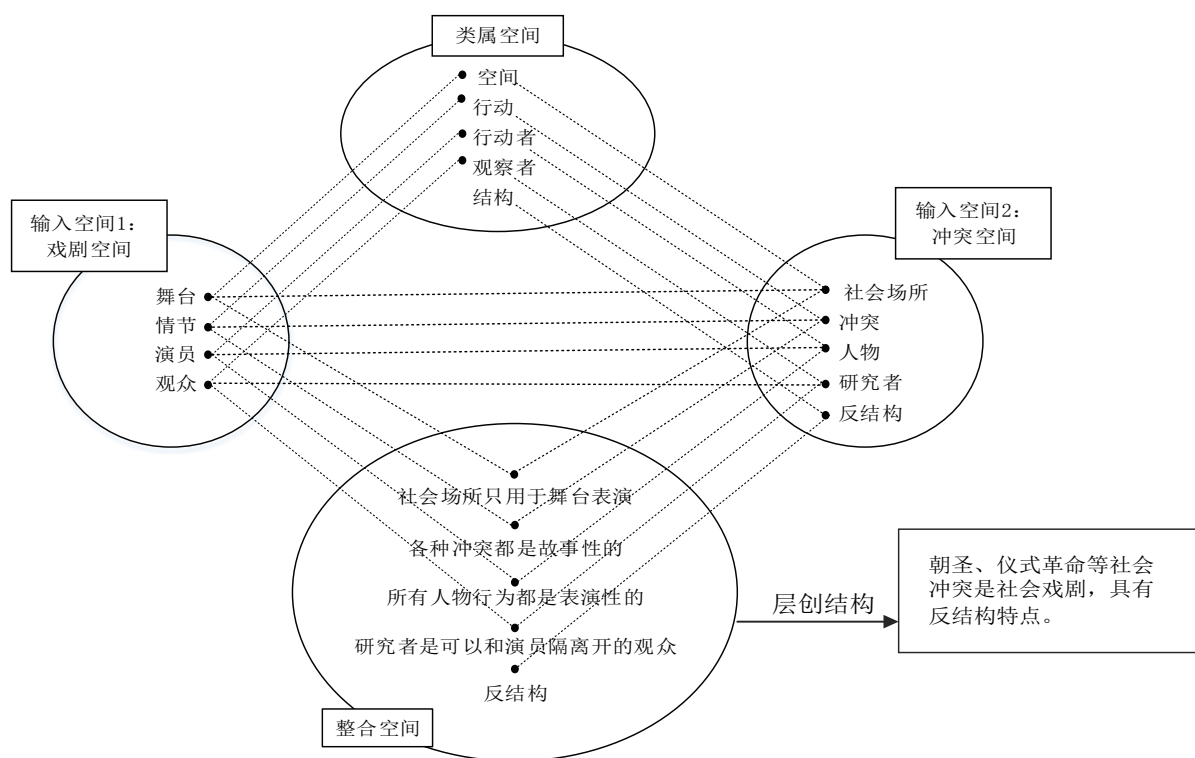 类属空间
空间
行动
行动者
观察者
结构
输入空间1：
戏剧空间
舞台
情节
演员
观众
输入空间2：
冲突空间
社会场所
冲突
人物
研究者
反结构
社会场所只用于舞台表演
各种冲突都是故事性的
所有人物行为都是表演性的
研究者是可以和演员隔离开的观众
反结构
整合空间
层创结构
朝圣、仪式革命等社会
冲突是社会戏剧，具有
反结构特点。